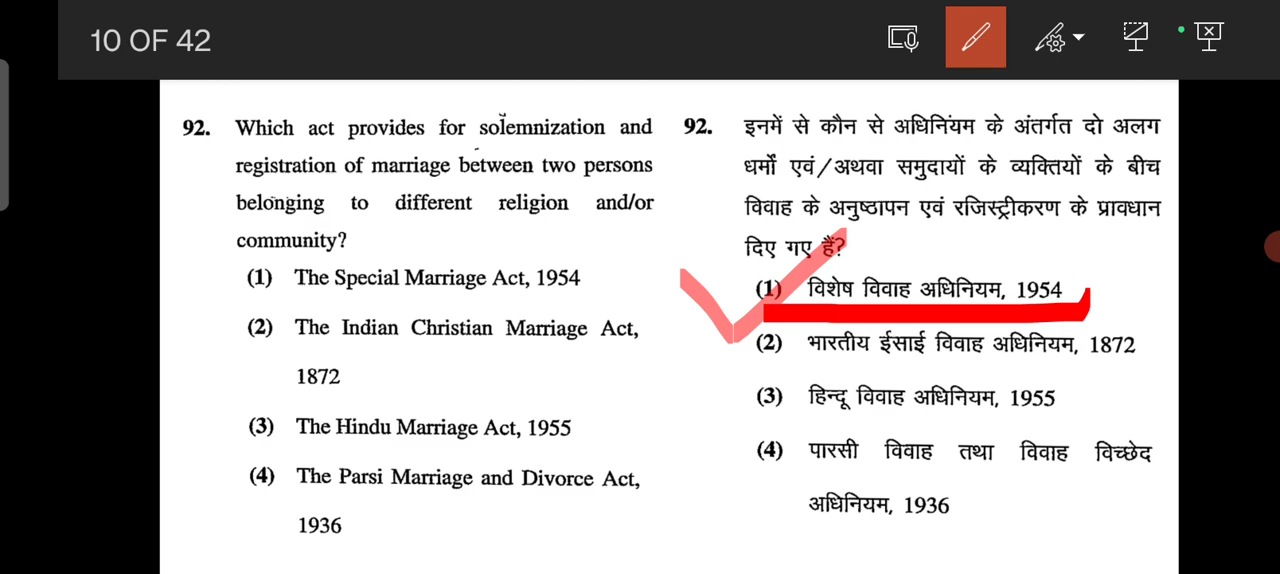 10 OF 42
92. Which act provides for solemnization and
registration of marriage between two persons
belonging to different religion and/or
community?
(1) The Special Marriage Act, 1954
(2) The Indian Christian Marriage Act,
1872
(3) The Hindu Marriage Act, 1955
(4) The Parsi Marriage and Divorce Act,
1936
92. इनमें से कौन से अधिनियम के अंतर्गत दो अलग
धर्मों एवं/अथवा समुदायों के व्यक्तियों के बीच
विवाह के अनुष्ठापन एवं रजिस्ट्रीकरण के प्रावधान
दिए गए हैं?
(1) विशेष विवाह अधिनियम, 1954
(2) भारतीय ईसाई विवाह अधिनियम, 1872
(3) हिन्दू विवाह अधिनियम, 1955
(4) पारसी विवाह तथा विवाह विच्छेद
अधिनियम, 1936